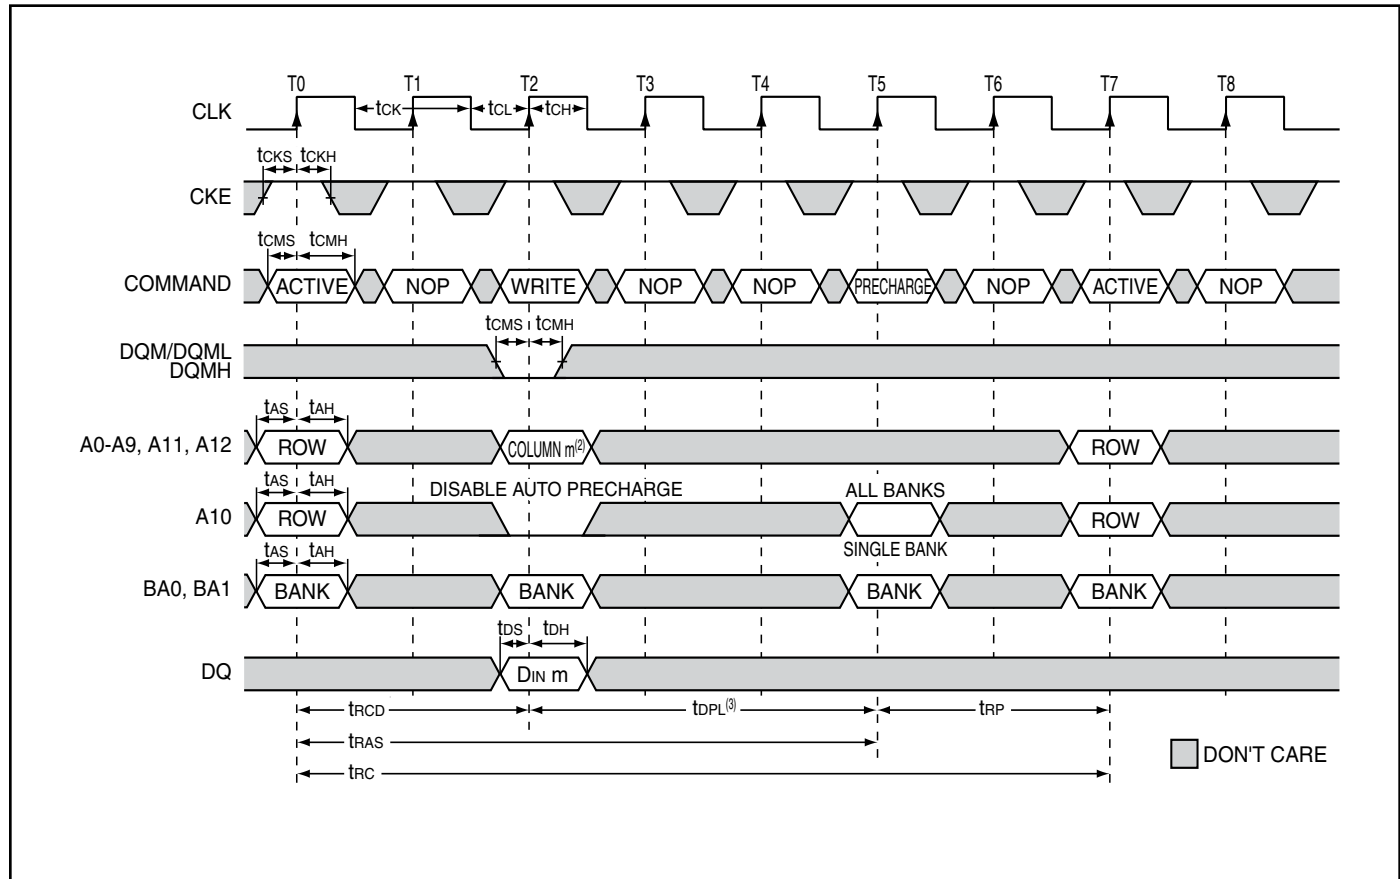 T0 T1 T2 T3 T4 T5 T6 T7 T8
CLK tCK tCL tCH
tCKS tCKH
CKE
tCMS tCMH
COMMAND ACTIVE NOP WRITE NOP NOP PRECHARGE NOP ACTIVE NOP
tCMS tCMH
DQM/DQML
DQMH
tAS tAH
A0-A9, A11, A12 ROW COLUMN m(2) ROW
tAS tAH DISABLE AUTO PRECHARGE ALL BANKS
A10 ROW ROW
tAS tAH SINGLE BANK
BA0, BA1 BANK BANK BANK BANK
tDS tDH
DQ DIN m
tRCD tDPL(3) tRP
tRAS
DON'T CARE
tRC